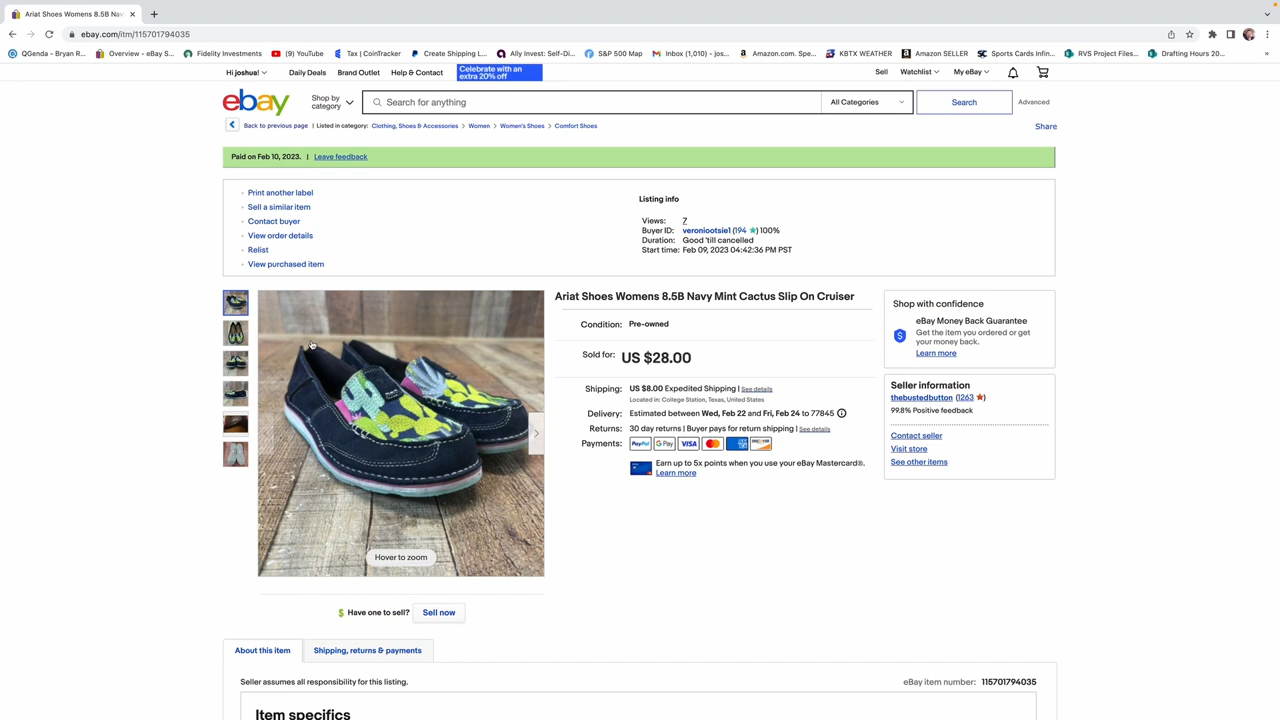 Ariat Shoes Womens 8.5B Nav
ebay.com/itm/115701794035
QGenda - Bryan R... Overview - eBay S... Fidelity Investments (9) YouTube Tax | CoinTracker Create Shipping L... Ally Invest: Self-Di... S&P 500 Map Inbox (1,010) - jos... Amazon.com. Spe... KBTX WEATHER Amazon SELLER Sports Cards Infin... RVS Project Files... Drafting Hours 20... »
Hi joshua! Daily Deals Brand Outlet Help & Contact Celebrate with an extra 20% off Sell Watchlist My eBay
ebay Shop by category Search for anything All Categories Search Advanced
Back to previous page | Listed in category: Clothing, Shoes & Accessories > Women > Women's Shoes > Comfort Shoes Share
Paid on Feb 10, 2023. | Leave feedback
Print another label
Sell a similar item
Contact buyer
View order details
Relist
View purchased item
Listing info
Views: 7
Buyer ID: veroniootsie1 (194 ) 100%
Duration: Good 'till cancelled
Start time: Feb 09, 2023 04:42:36 PM PST
Hover to zoom
Have one to sell? Sell now
Ariat Shoes Womens 8.5B Navy Mint Cactus Slip On Cruiser
Condition: Pre-owned
Sold for: US $28.00
Shipping: US $8.00 Expedited Shipping | See details
Located in: College Station, Texas, United States
Delivery: Estimated between Wed, Feb 22 and Fri, Feb 24 to 77845
Returns: 30 day returns | Buyer pays for return shipping | See details
Payments: PayPal G Pay VISA DISCOVER
Earn up to 5x points when you use your eBay Mastercard®.
Learn more
Shop with confidence
eBay Money Back Guarantee
Get the item you ordered or get
your money back.
Learn more
Seller information
thebustedbutton (1263 )
99.8% Positive feedback
Contact seller
Visit store
See other items
About this item Shipping, returns & payments
Seller assumes all responsibility for this listing. eBay item number: 115701794035
Item specifics